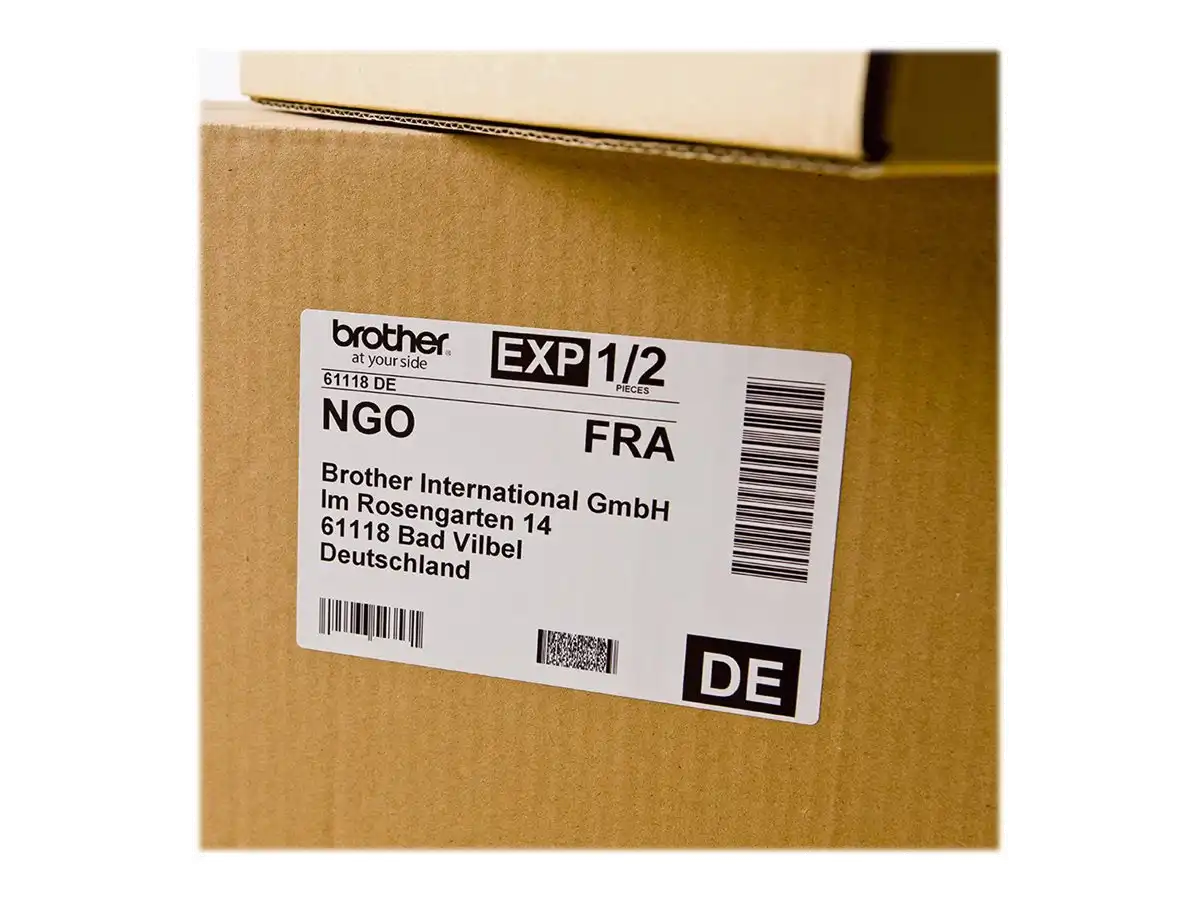 brother
at your side
EXP 1/2
PIECES
61118 DE
NGO
FRA
Brother International GmbH
Im Rosengarten 14
61118 Bad Vilbel
Deutschland
DE